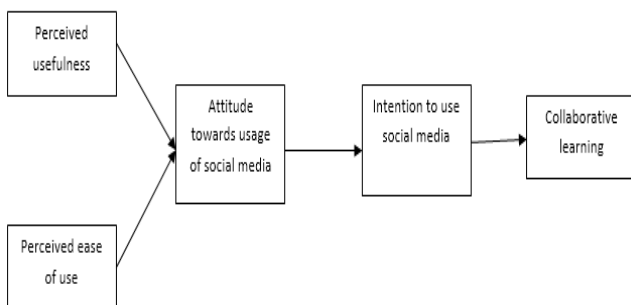 Perceived
usefulness
Attitude
towards usage
of social media
Intention to use
social media
Collaborative
learning
Perceived ease
of use